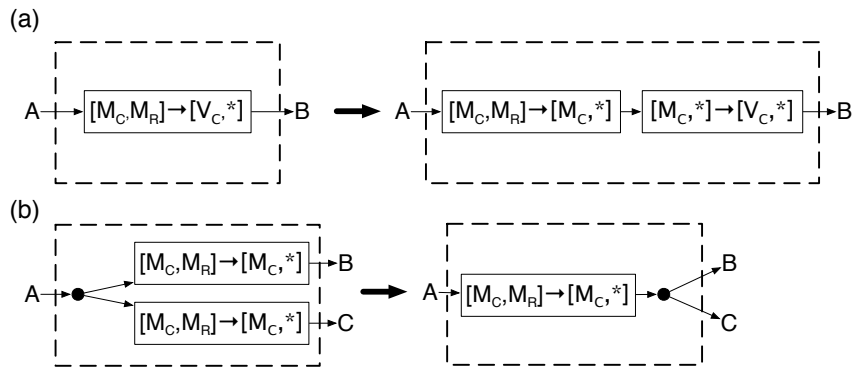 (a)
A [M_C,M_R]→[V_C,*] B A [M_C,M_R]→[M_C,*] [M_C,*]→[V_C,*] B
(b)
[M_C,M_R]→[M_C,*] B B
A A [M_C,M_R]→[M_C,*]
[M_C,M_R]→[M_C,*] C C